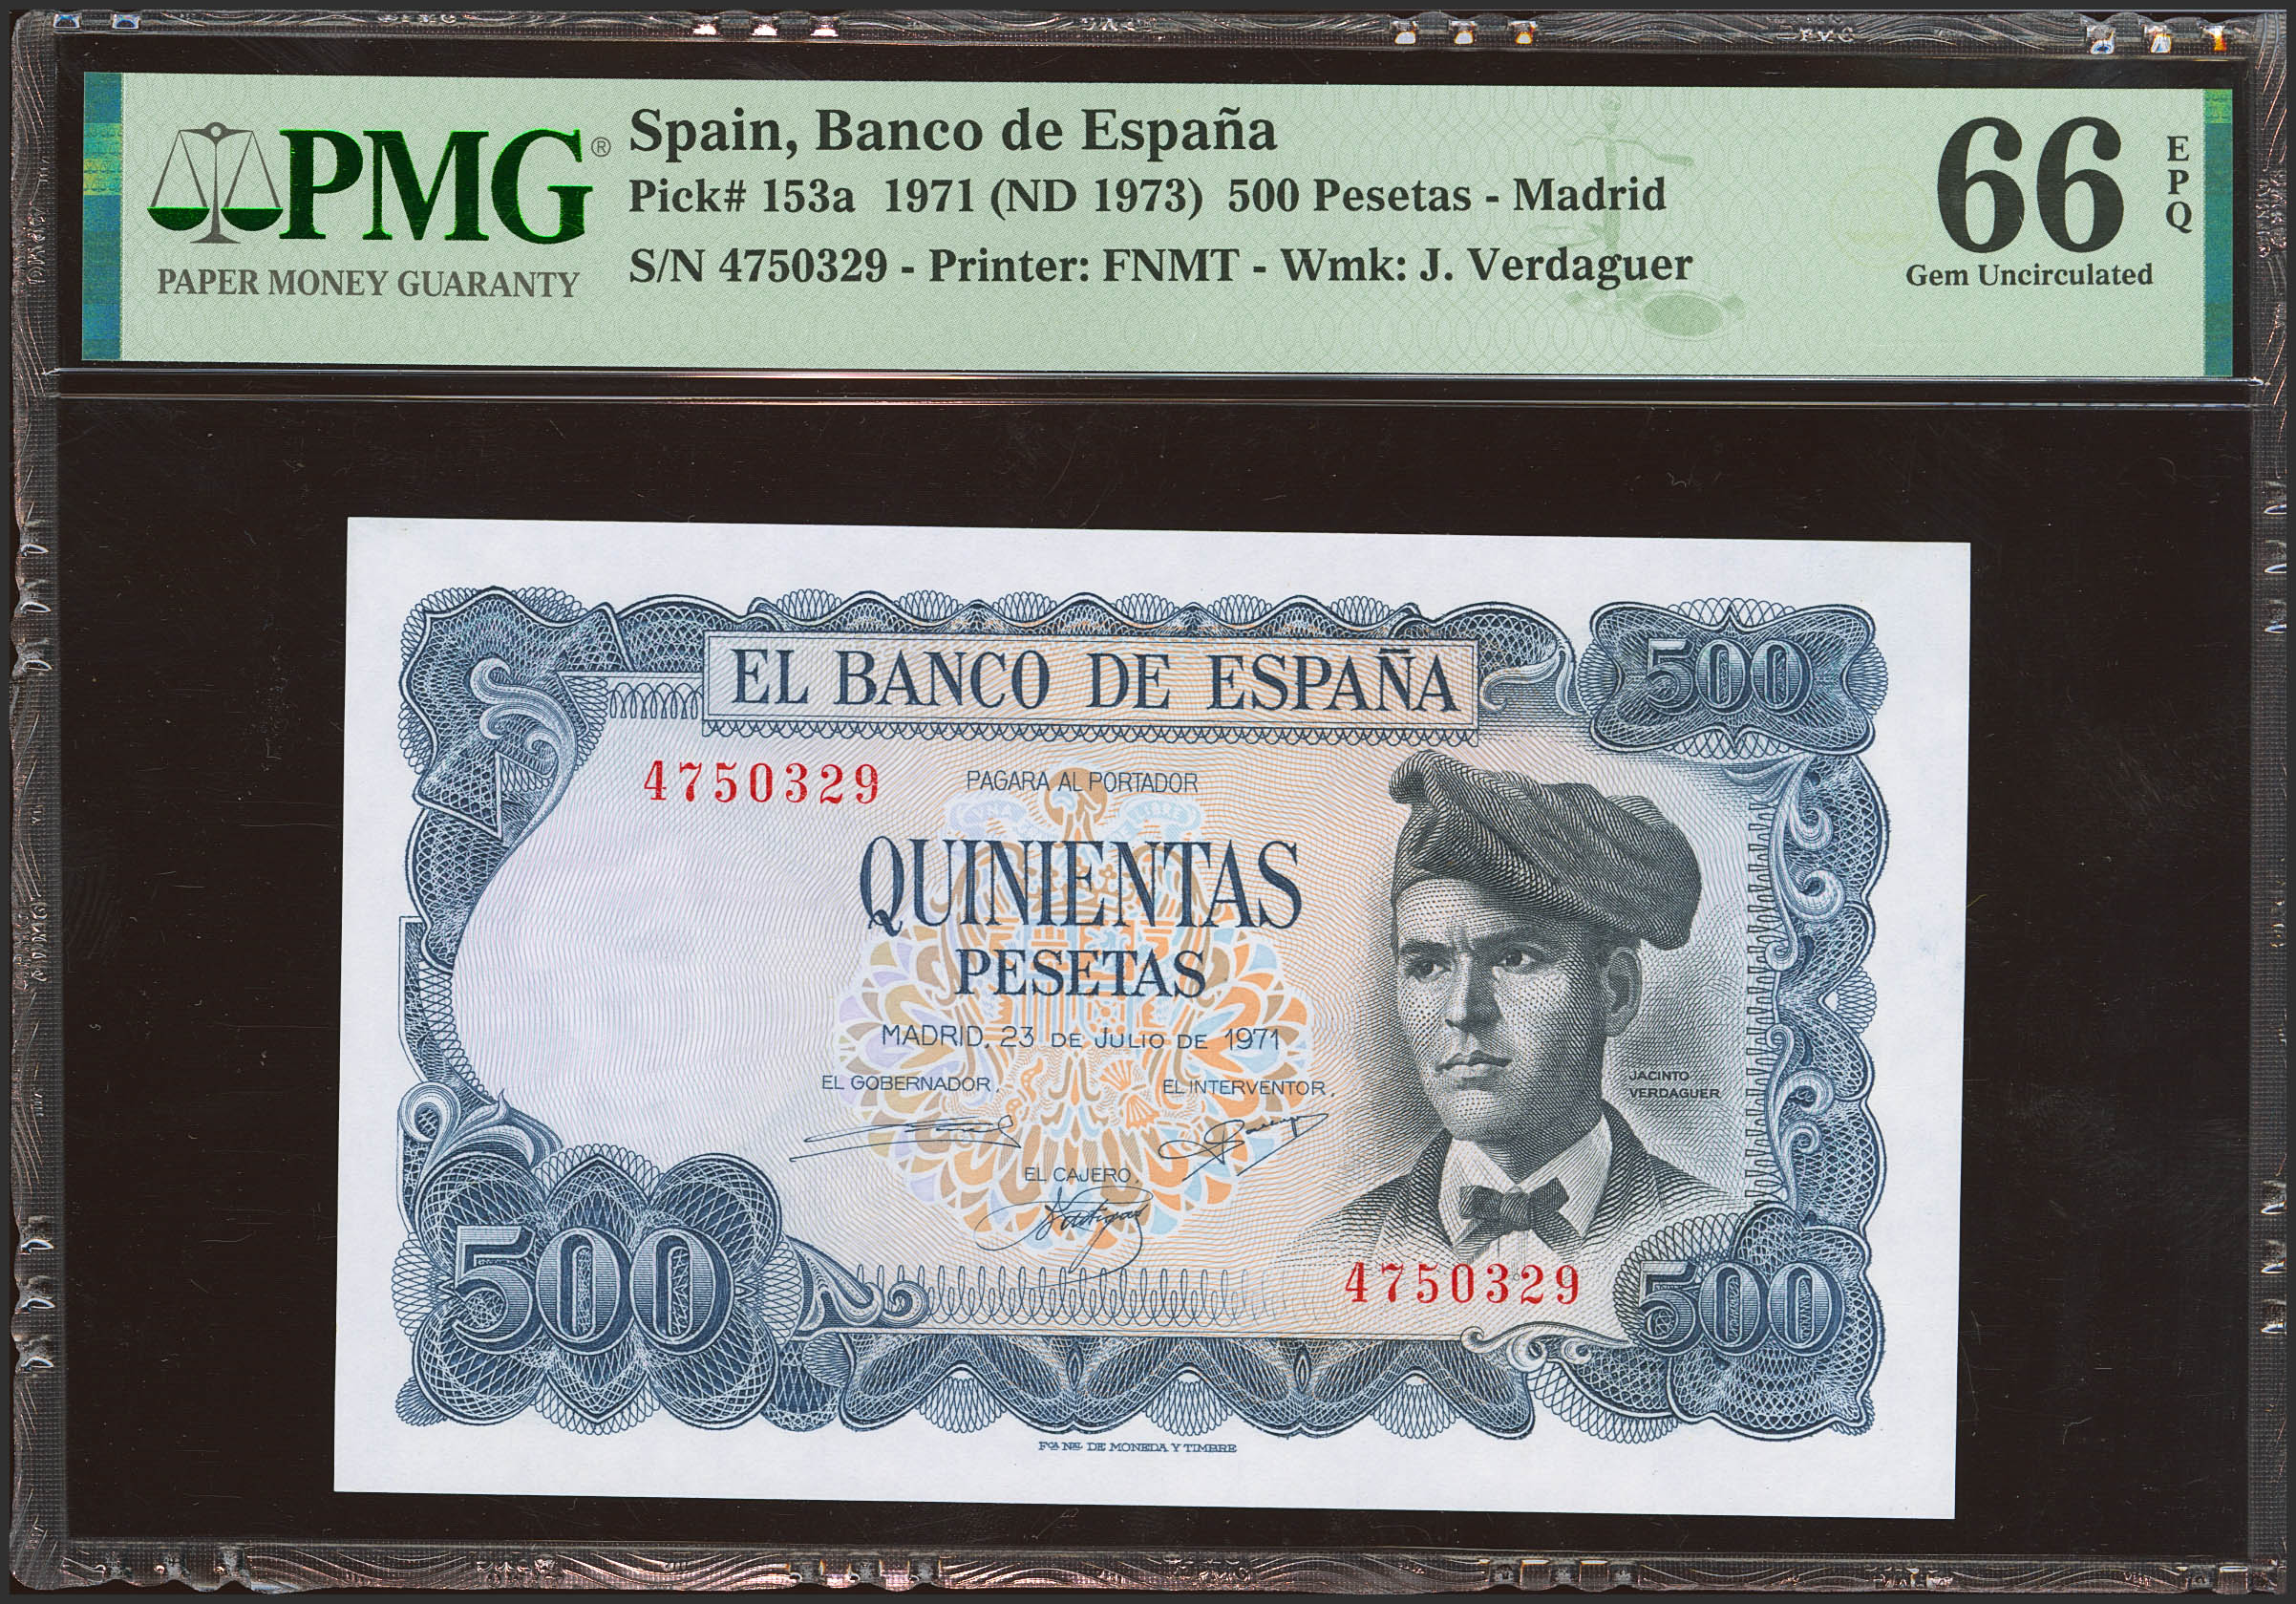 PMG®
PAPER MONEY GUARANTY
Spain, Banco de España
Pick# 153a 1971 (ND 1973) 500 Pesetas - Madrid
S/N 4750329 - Printer: FNMT - Wmk: J. Verdaguer
66 EPQ
Gem Uncirculated
EL BANCO DE ESPAÑA
500
4750329
PAGARA AL PORTADOR
QUINIENTAS
PESETAS
MADRID, 23 DE JULIO DE 1971
EL GOBERNADOR,
EL INTERVENTOR,
JACINTO
VERDAGUER
EL CAJERO,
500
4750329
500
Fca. Nal. DE MONEDA Y TIMBRE